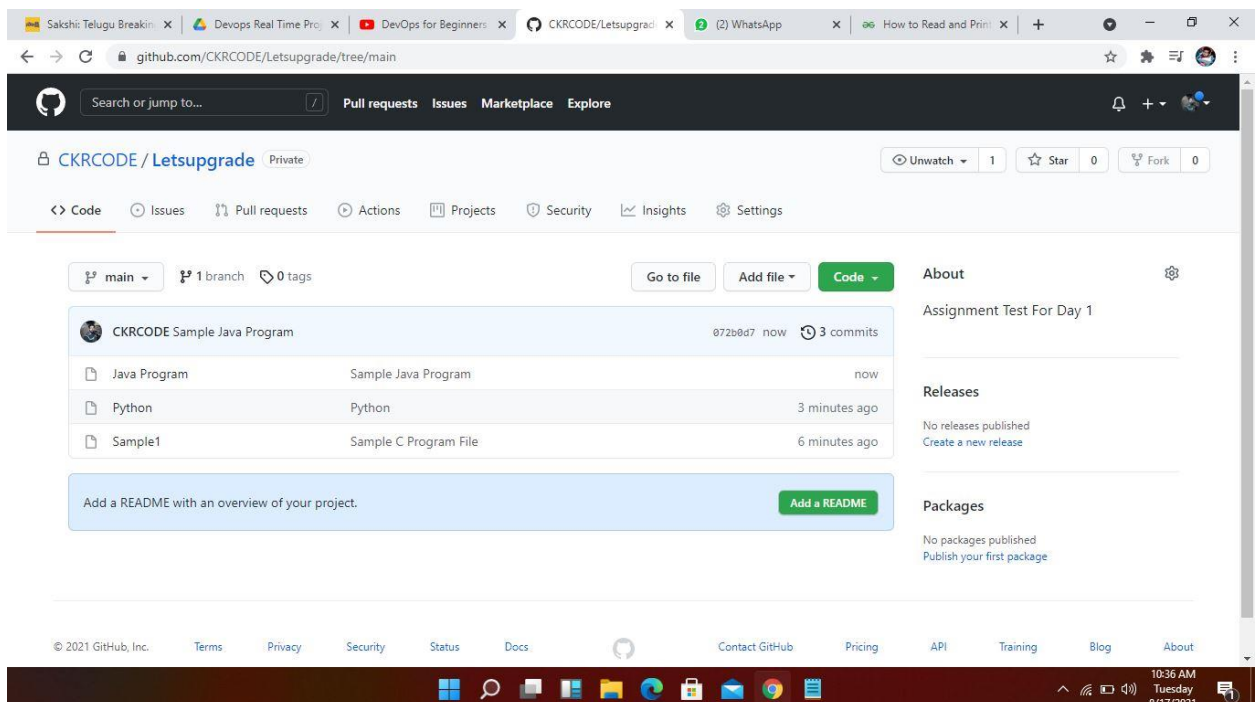 Sakshi: Telugu Breakin
Devops Real Time Proj
DevOps for Beginners
CKRCODE/Letsupgrad
(2) WhatsApp
How to Read and Print
github.com/CKRCODE/Letsupgrade/tree/main
Search or jump to...
/
Pull requests Issues Marketplace Explore
CKRCODE / Letsupgrade Private
Unwatch 1 Star 0 Fork 0
<> Code Issues Pull requests Actions Projects Security Insights Settings
main 1 branch 0 tags Go to file Add file Code
CKRCODE Sample Java Program 072b0d7 now 3 commits
Java Program Sample Java Program now
Python Python 3 minutes ago
Sample1 Sample C Program File 6 minutes ago
Add a README with an overview of your project. Add a README
About
Assignment Test For Day 1
Releases
No releases published
Create a new release
Packages
No packages published
Publish your first package
© 2021 GitHub, Inc. Terms Privacy Security Status Docs Contact GitHub Pricing API Training Blog About
10:36 AM
Tuesday
8/17/2021